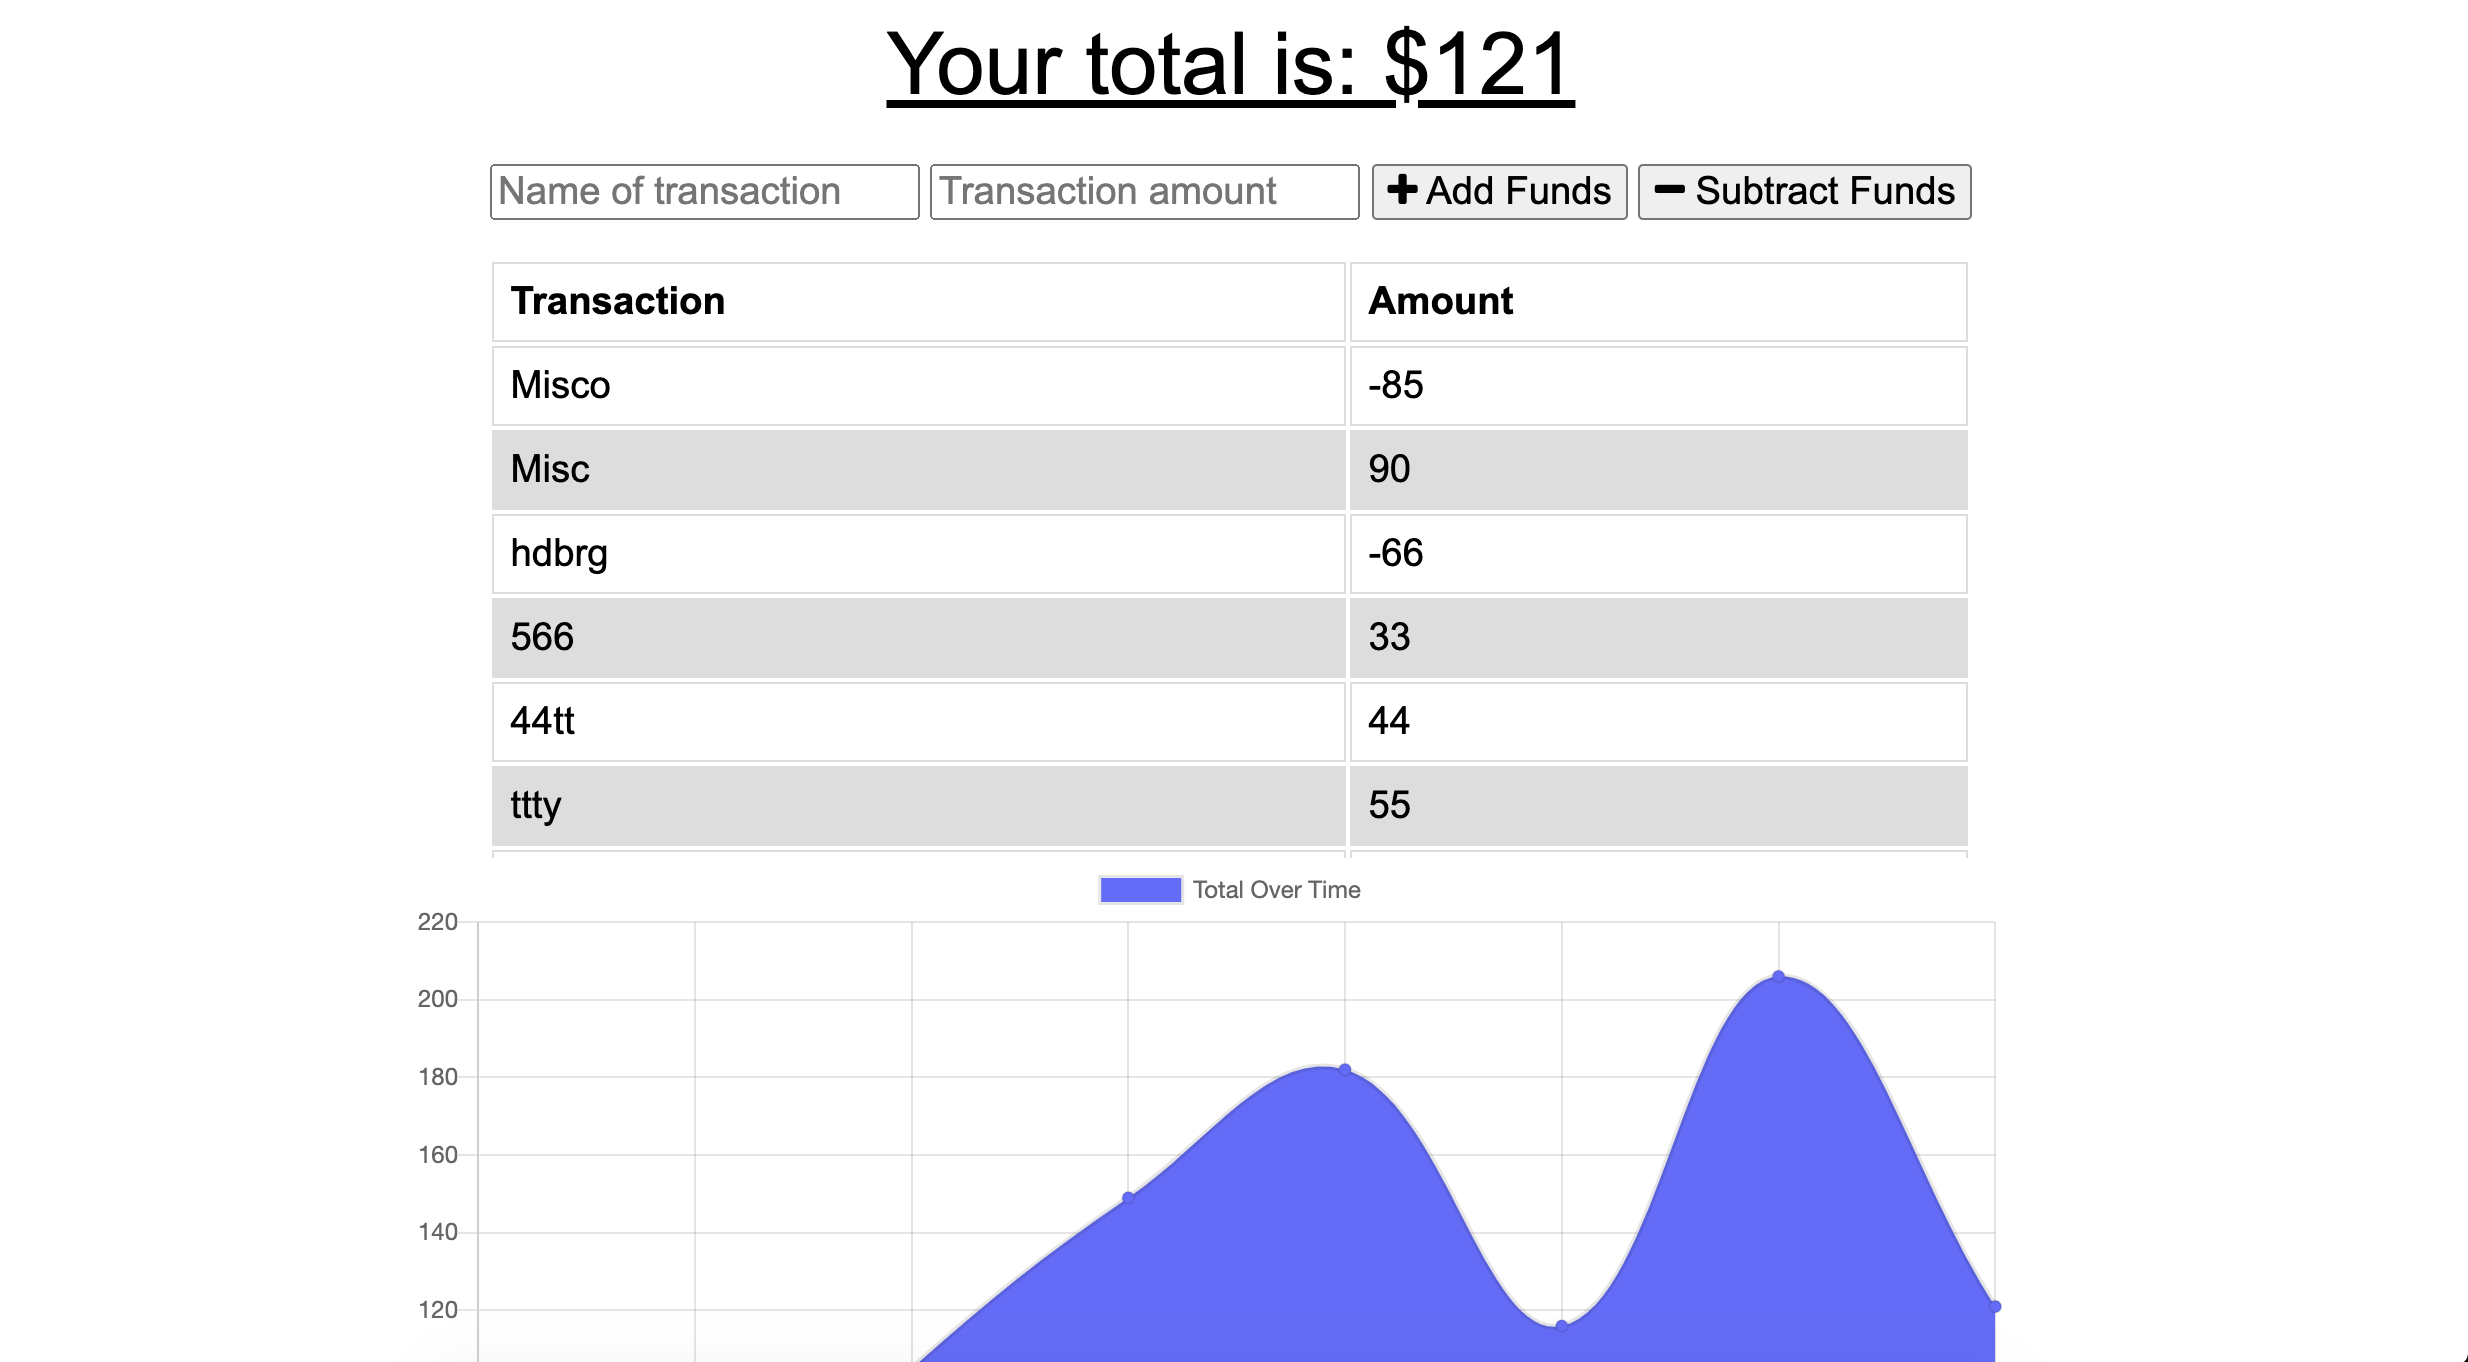 Your total is: $121
Name of transaction Transaction amount Add Funds Subtract Funds
Transaction Amount
Misco -85
Misc 90
hdbrg -66
566 33
44tt 44
ttty 55
Total Over Time
220
200
180
160
140
120